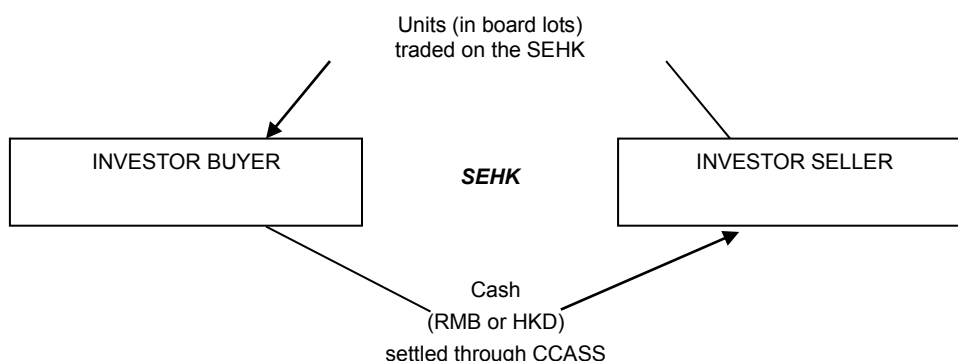 Units (in board lots)
traded on the SEHK
INVESTOR BUYER
SEHK
INVESTOR SELLER
Cash
(RMB or HKD)
settled through CCASS